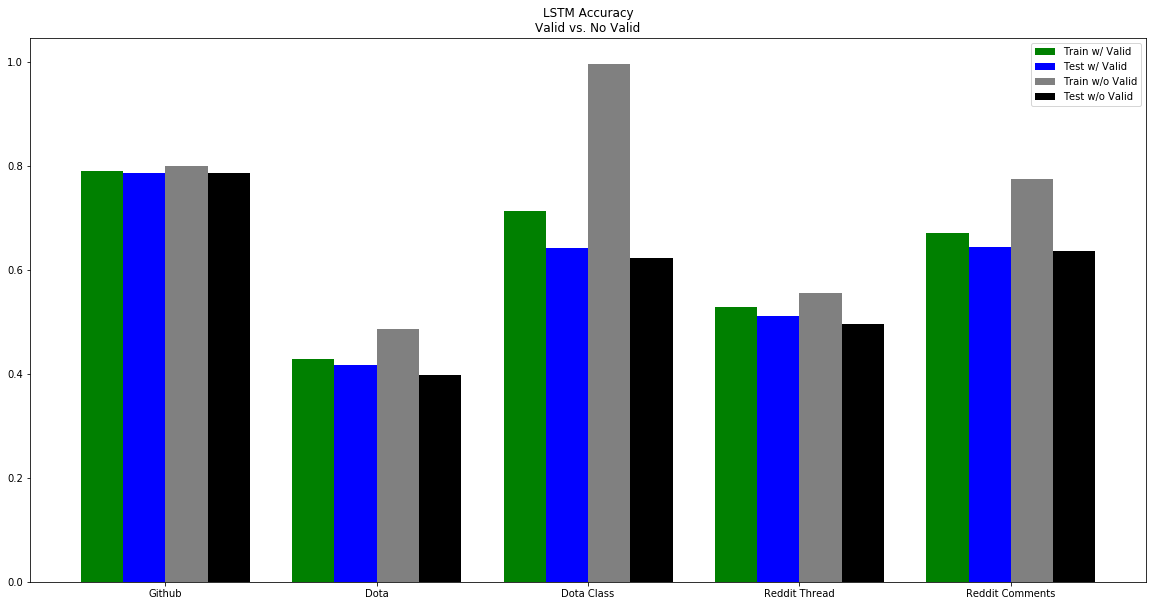 LSTM Accuracy
Valid vs. No Valid
Train w/ Valid
Test w/ Valid
Train w/o Valid
Test w/o Valid
1.0
0.8
0.6
0.4
0.2
0.0
Github
Dota
Dota Class
Reddit Thread
Reddit Comments